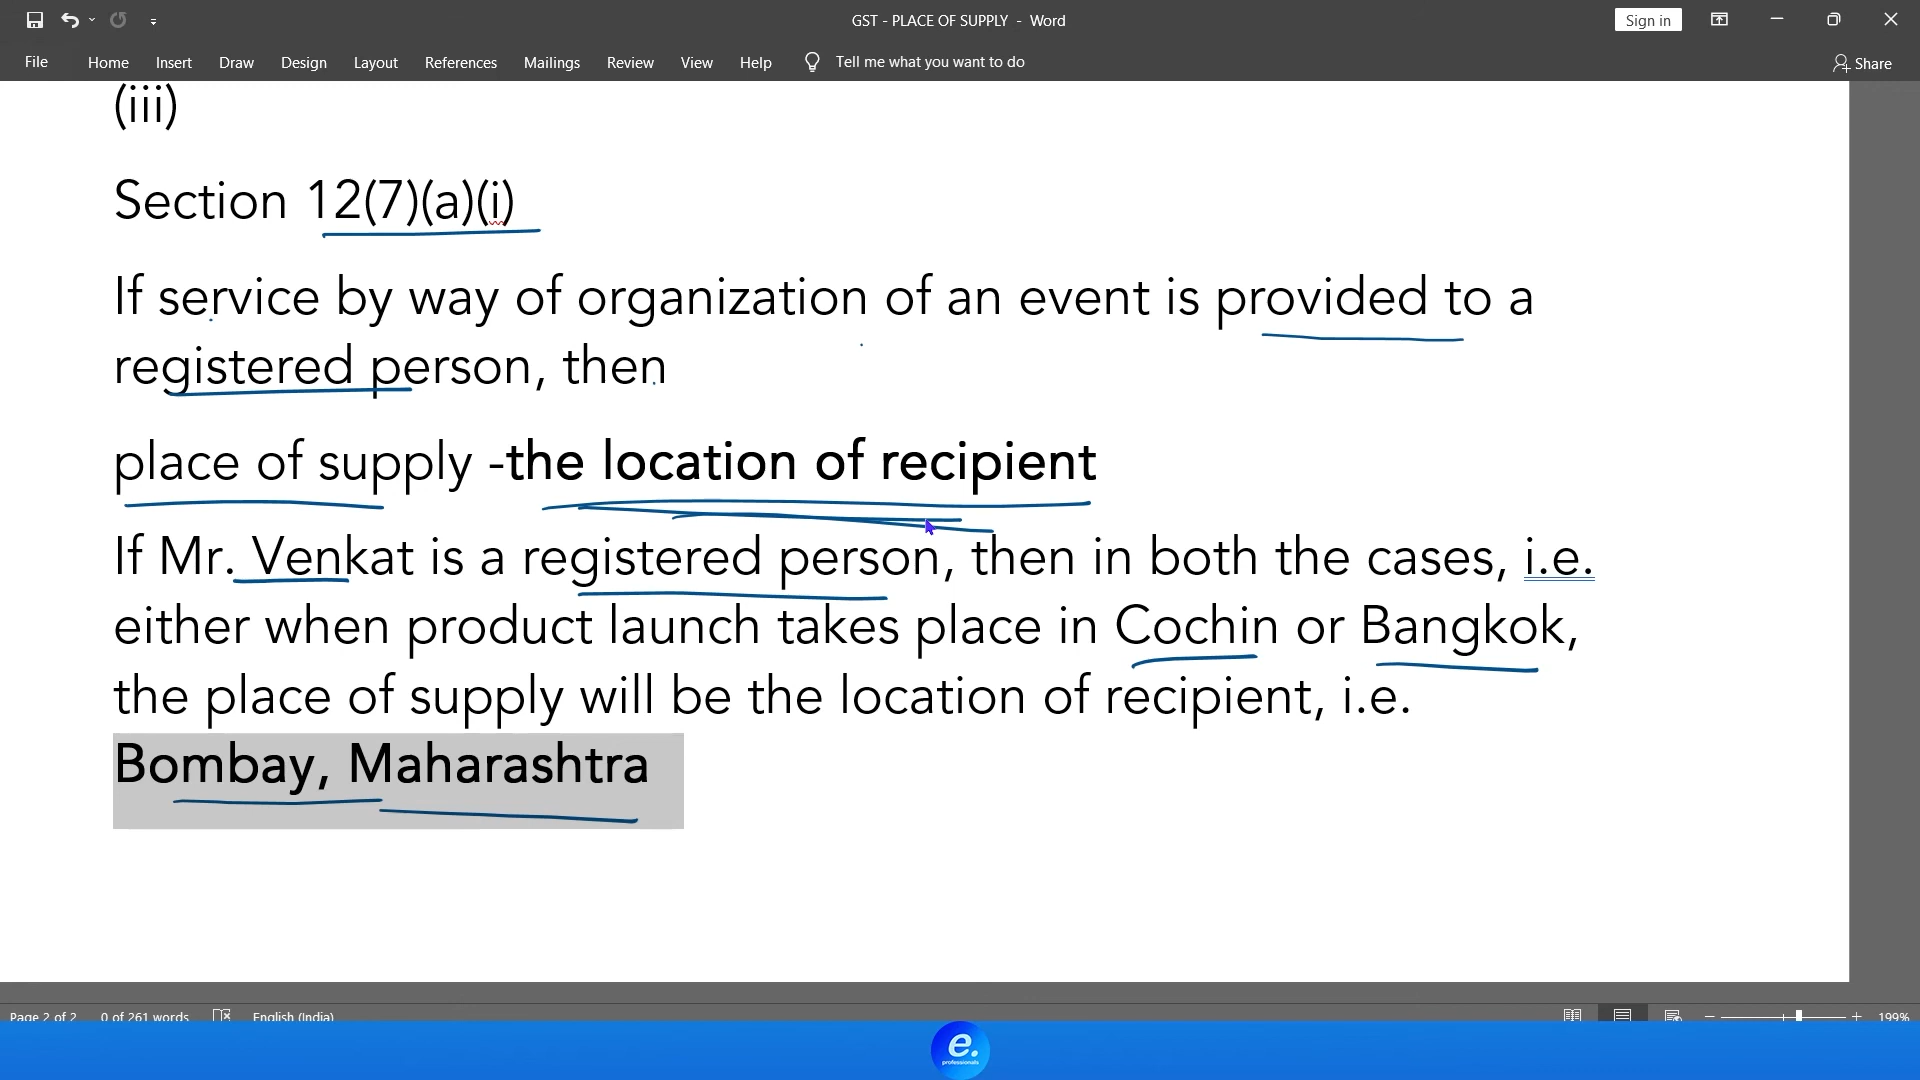 GST - PLACE OF SUPPLY - Word
Sign in
File Home Insert Draw Design Layout References Mailings Review View Help Tell me what you want to do
Share
(iii)
Section 12(7)(a)(i)
If service by way of organization of an event is provided to a
registered person, then
place of supply -the location of recipient
If Mr. Venkat is a registered person, then in both the cases, i.e.
either when product launch takes place in Cochin or Bangkok,
the place of supply will be the location of recipient, i.e.
Bombay, Maharashtra
Page 2 of 2 0 of 261 words English (India) 199%
e.
professionals